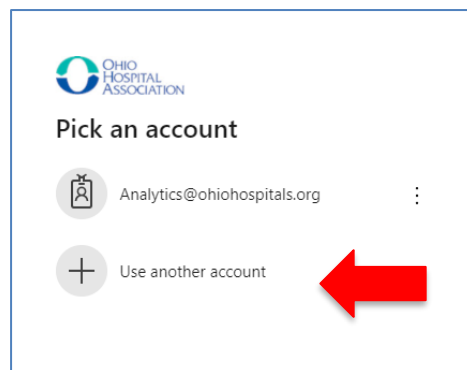 OHIO
HOSPITAL
ASSOCIATION
Pick an account
Analytics@ohiohospitals.org
Use another account